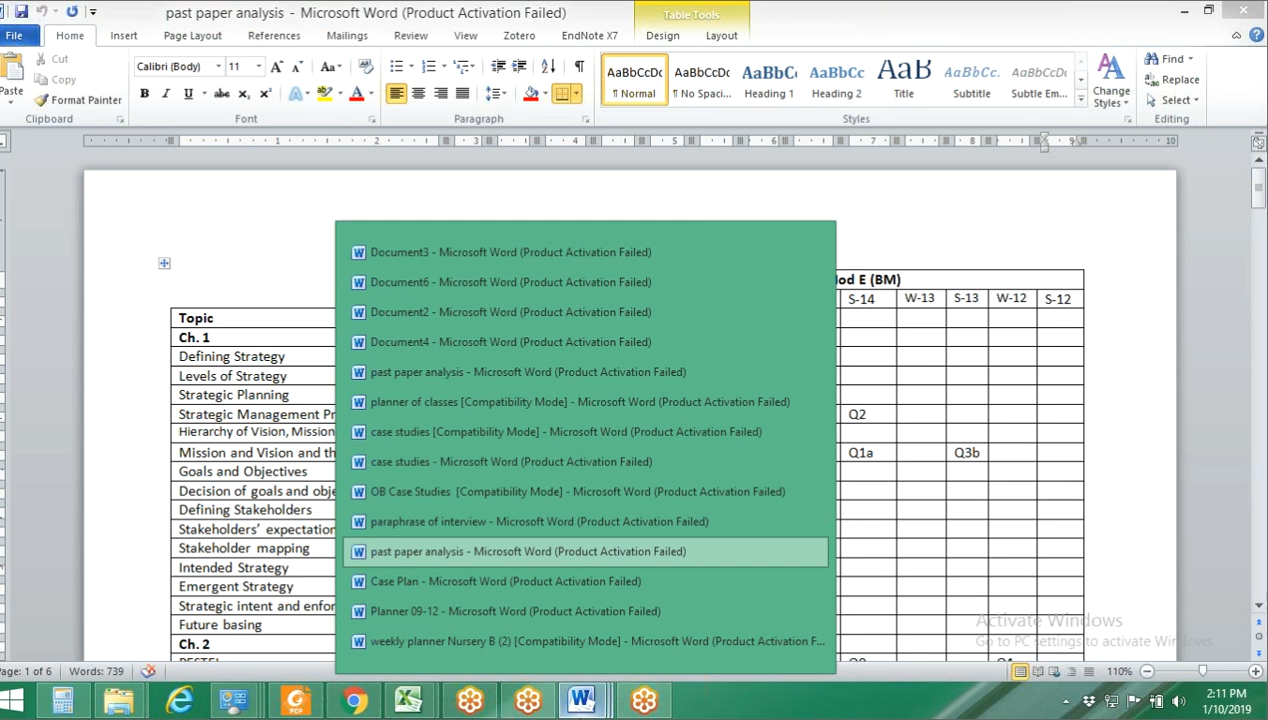 past paper analysis - Microsoft Word (Product Activation Failed)
Table Tools
File Home Insert Page Layout References Mailings Review View Zotero EndNote X7 Design Layout
Paste
Cut
Copy
Format Painter
Calibri (Body) 11
AaBbCcDc AaBbCcDc AaBbC AaBbCc AaB AaBbCc. AaBbCcDc
¶ Normal ¶ No Spaci... Heading 1 Heading 2 Title Subtitle Subtle Em...
Change Styles
Find
Replace
Select
Clipboard Font Paragraph Styles Editing
1 2 3 4 5 6 7 8 9 10
Document3 - Microsoft Word (Product Activation Failed)
Document6 - Microsoft Word (Product Activation Failed)
Document2 - Microsoft Word (Product Activation Failed)
Document4 - Microsoft Word (Product Activation Failed)
past paper analysis - Microsoft Word (Product Activation Failed)
planner of classes [Compatibility Mode] - Microsoft Word (Product Activation Failed)
case studies [Compatibility Mode] - Microsoft Word (Product Activation Failed)
case studies - Microsoft Word (Product Activation Failed)
OB Case Studies [Compatibility Mode] - Microsoft Word (Product Activation Failed)
paraphrase of interview - Microsoft Word (Product Activation Failed)
past paper analysis - Microsoft Word (Product Activation Failed)
Case Plan - Microsoft Word (Product Activation Failed)
Planner 09-12 - Microsoft Word (Product Activation Failed)
weekly planner Nursery B (2) [Compatibility Mode] - Microsoft Word (Product Activation F...
od E (BM)
S-14 W-13 S-13 W-12 S-12
Topic
Ch. 1
Defining Strategy
Levels of Strategy
Strategic Planning
Strategic Management Pr
Q2
Hierarchy of Vision, Mission
Mission and Vision and th
Q1a Q3b
Goals and Objectives
Decision of goals and obje
Defining Stakeholders
Stakeholders' expectation
Stakeholder mapping
Intended Strategy
Emergent Strategy
Strategic intent and enfor
Future basing
Ch. 2
Activate Windows
Go to PC settings to activate Windows.
Page: 1 of 6 Words: 739
110%
PDF
2:11 PM
1/10/2019